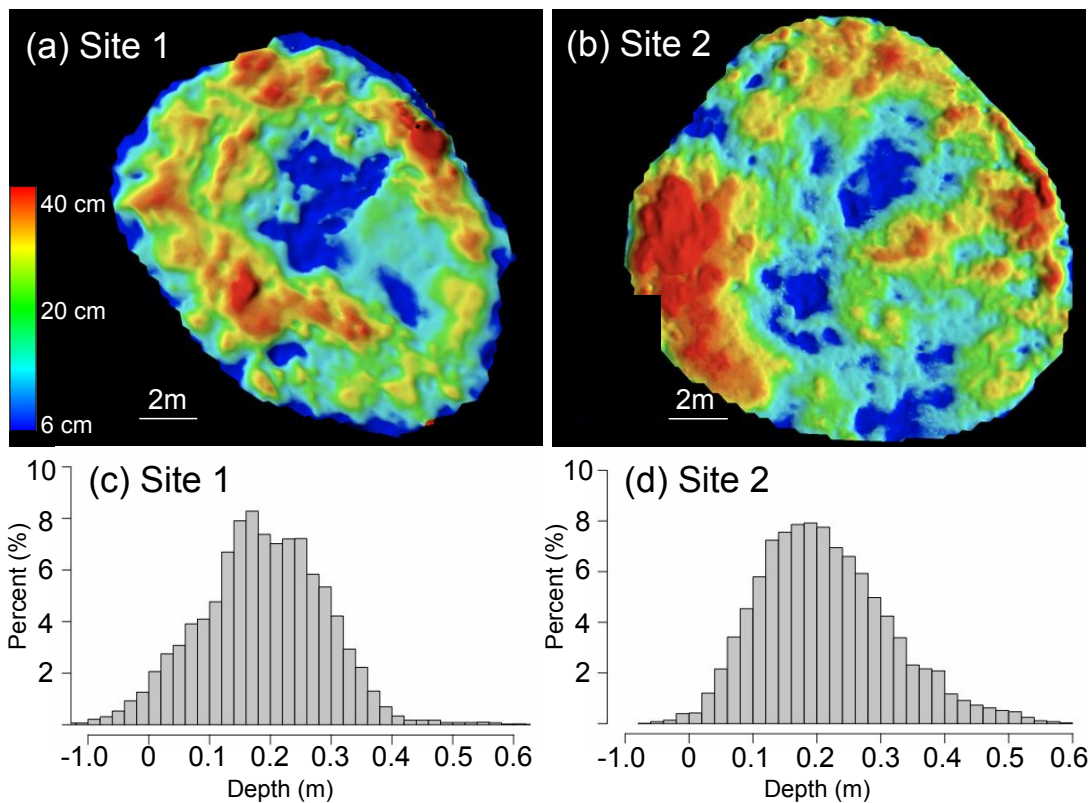 (a) Site 1
(b) Site 2
40 cm
20 cm
6 cm
2m
2m
(c) Site 1
(d) Site 2
Percent (%)
10
8
6
4
2
-1.0 0 0.1 0.2 0.3 0.4 0.5 0.6
Depth (m)
Percent (%)
10
8
6
4
2
0
-1.0 0 0.1 0.2 0.3 0.4 0.5 0.6
Depth (m)